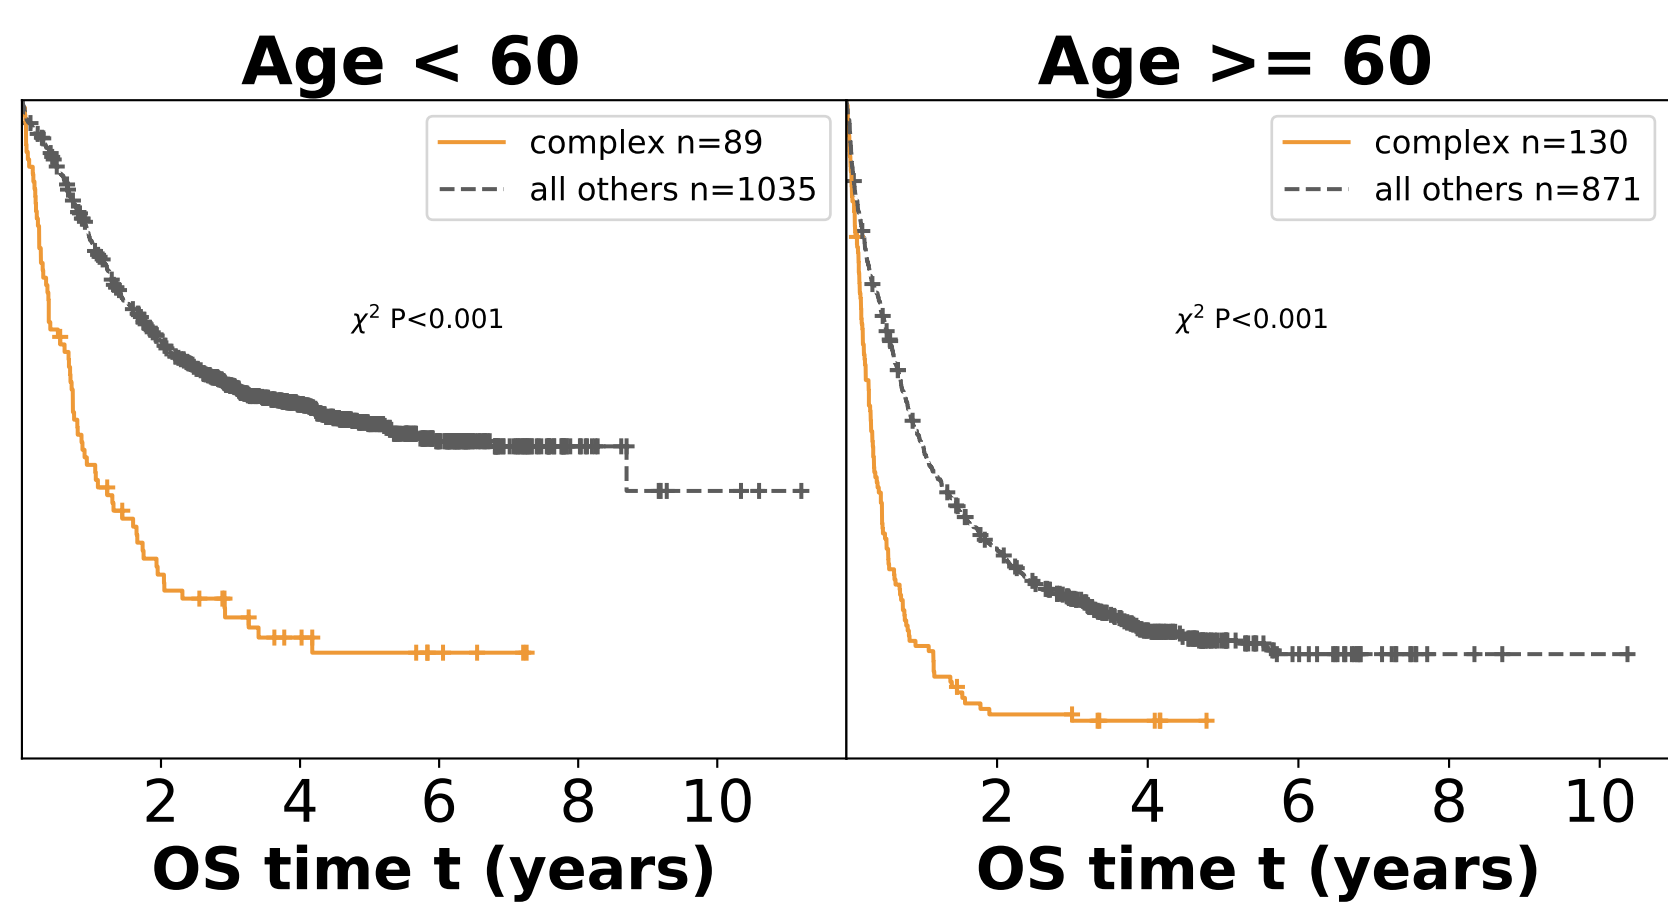 Age < 60
complex n=89
all others n=1035
χ² P<0.001
2 4 6 8 10
OS time t (years)
Age >= 60
complex n=130
all others n=871
χ² P<0.001
2 4 6 8 10
OS time t (years)